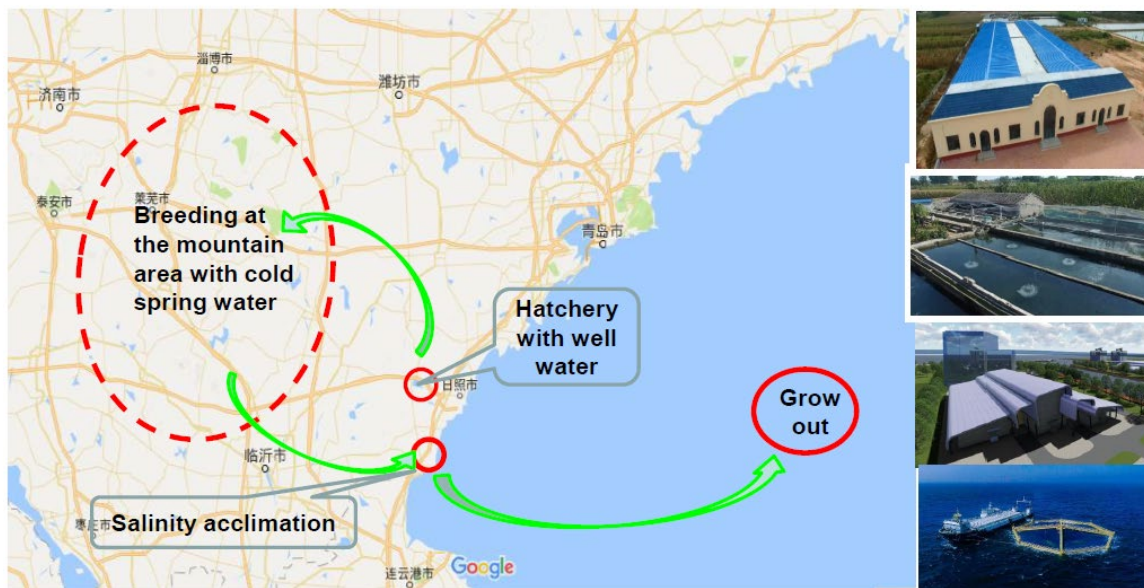 淄博市
潍坊市
济南市
泰安市
莱芜市
Breeding at
the mountain
area with cold
spring water
青岛市
Hatchery
with well
water
日照市
Grow
out
临沂市
Salinity acclimation
枣庄市
连云港市
Google